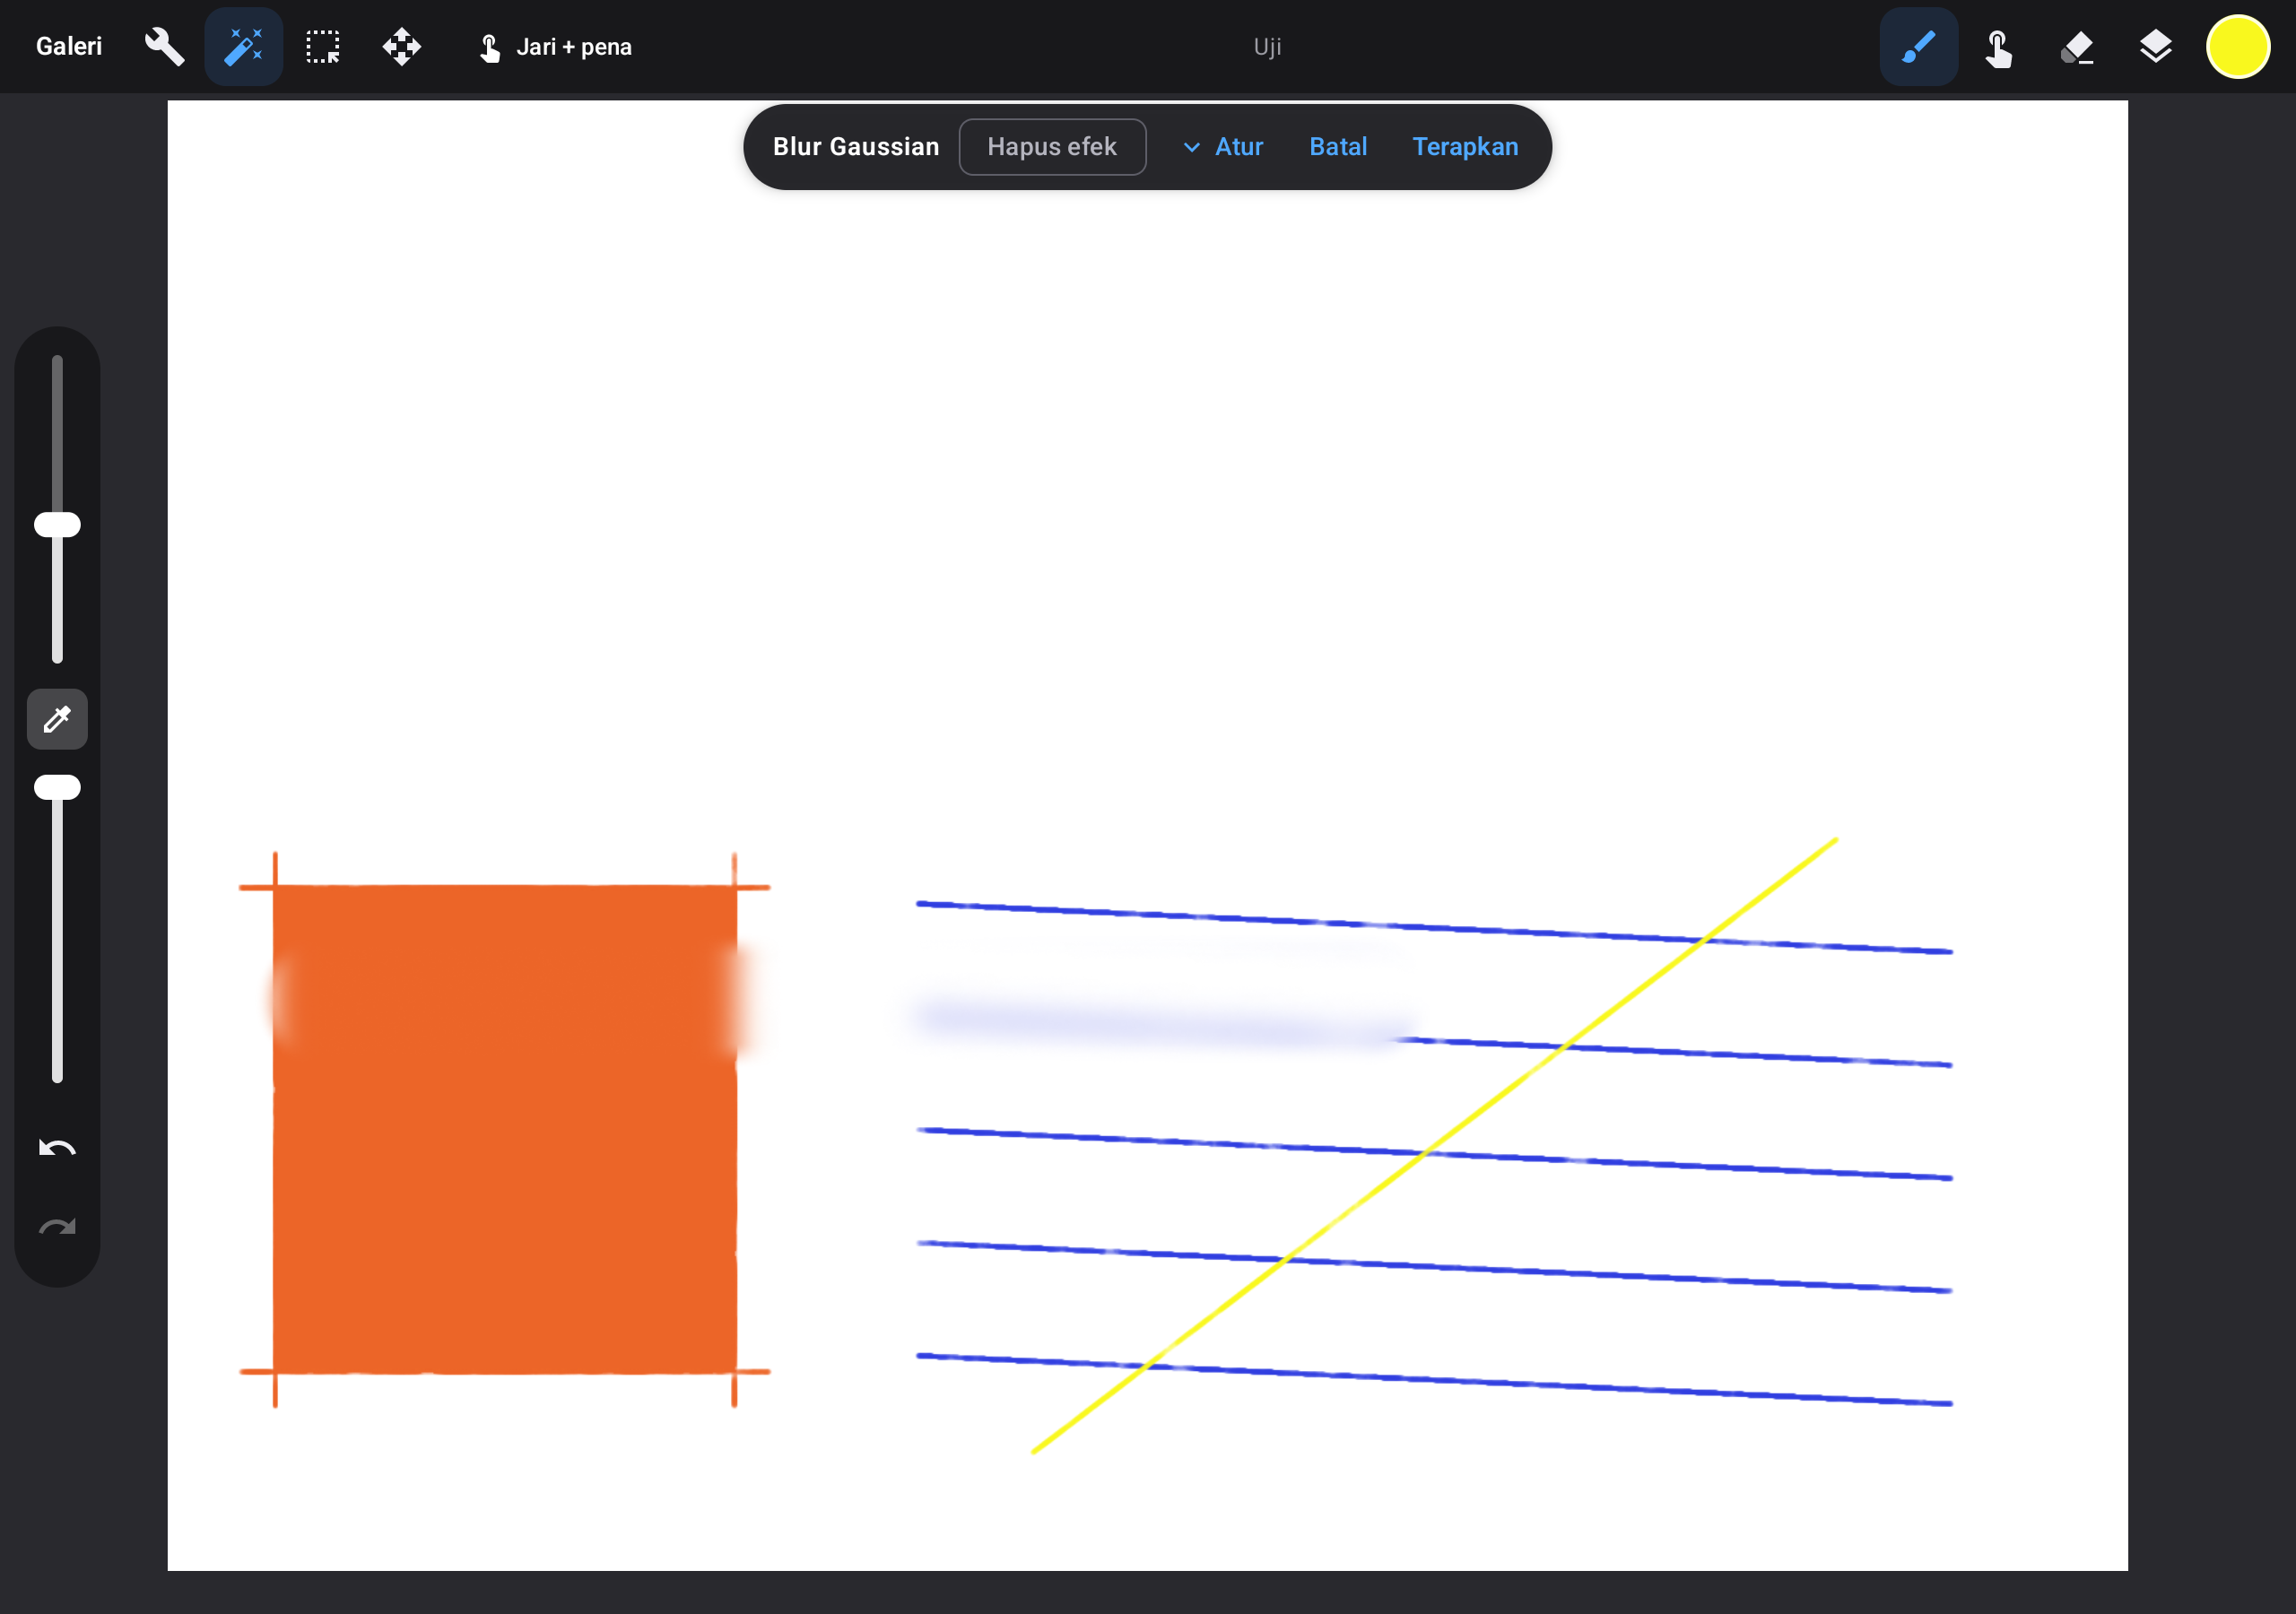 Galeri
Jari + pena
Uji
Blur Gaussian
Hapus efek
Atur
Batal
Terapkan